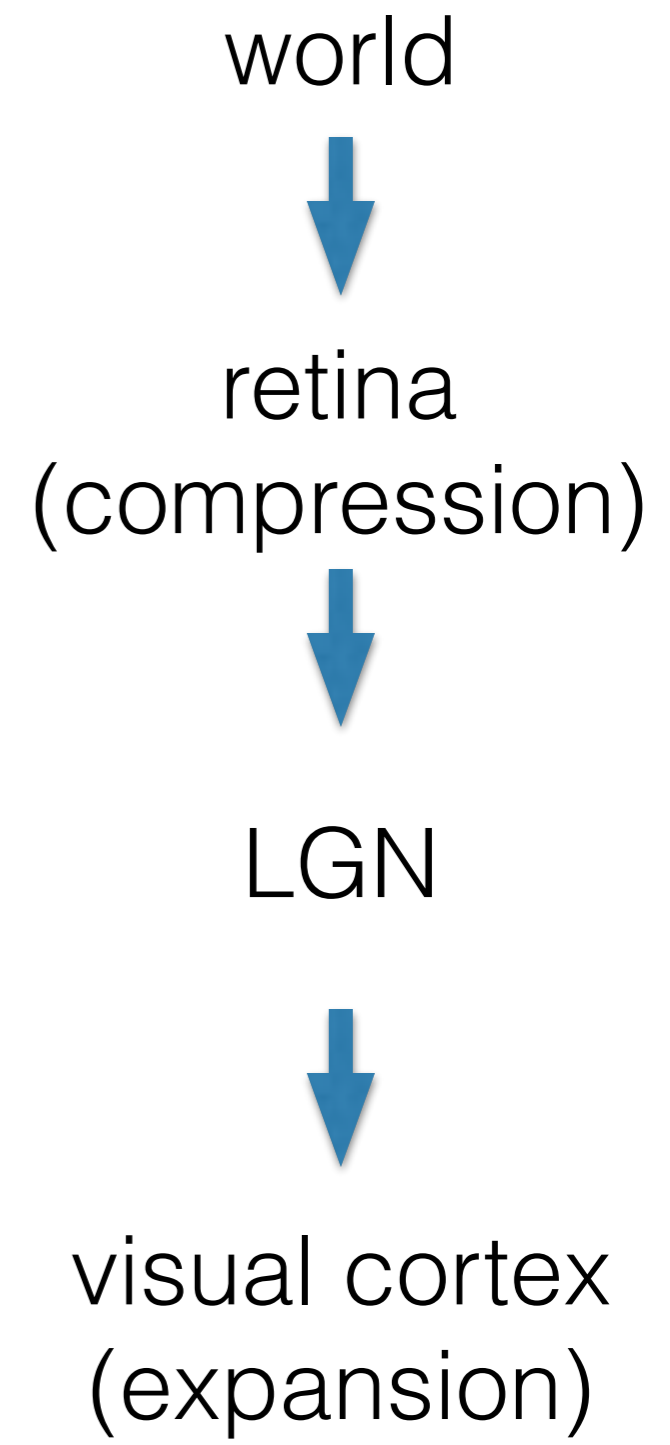 world
retina
(compression)
LGN
visual cortex
(expansion)